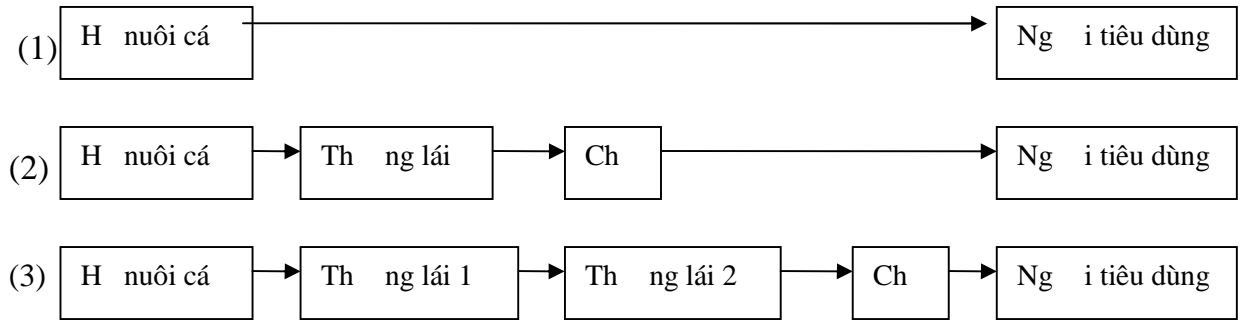 (1) H nuôi cá Ng i tiêu dùng
(2) H nuôi cá Th ng lái Ch Ng i tiêu dùng
(3) H nuôi cá Th ng lái 1 Th ng lái 2 Ch Ng i tiêu dùng